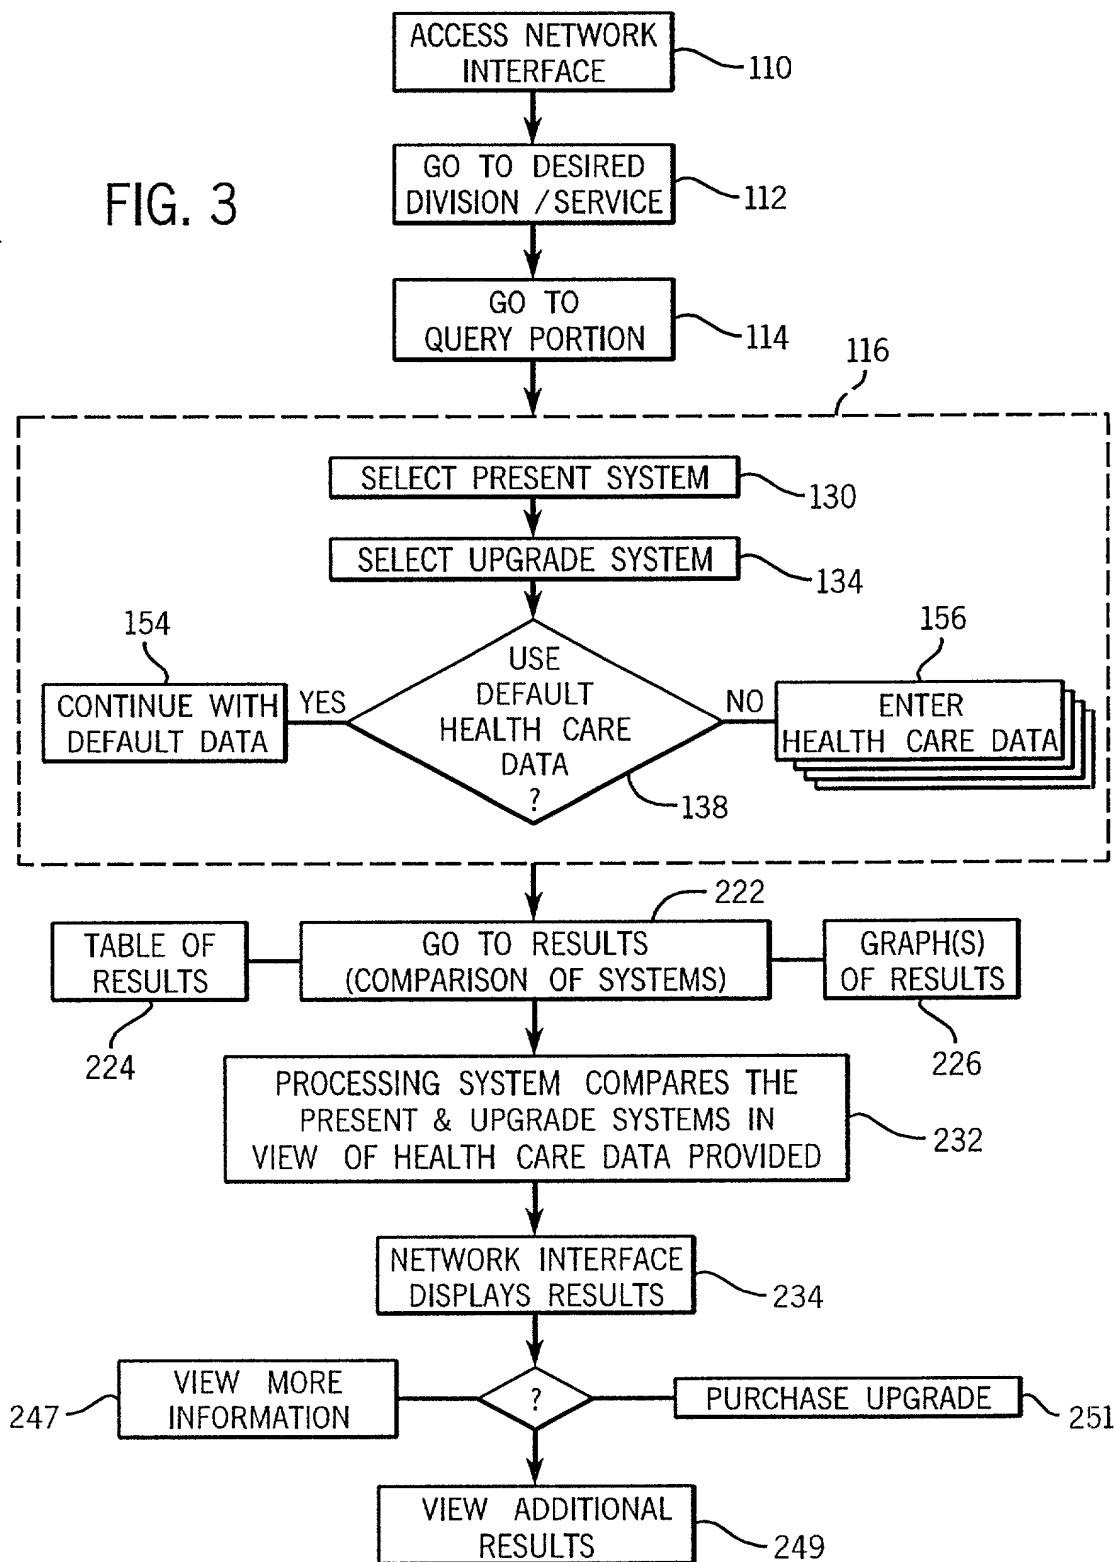 ACCESS NETWORK
INTERFACE
110
GO TO DESIRED
DIVISION / SERVICE
112
FIG. 3
GO TO
QUERY PORTION
114
116
SELECT PRESENT SYSTEM
130
SELECT UPGRADE SYSTEM
134
154
156
CONTINUE WITH
DEFAULT DATA
YES
USE
DEFAULT
HEALTH CARE
DATA
?
NO
ENTER
HEALTH CARE DATA
138
222
TABLE OF
RESULTS
GO TO RESULTS
(COMPARISON OF SYSTEMS)
GRAPH(S)
OF RESULTS
224
226
PROCESSING SYSTEM COMPARES THE
PRESENT & UPGRADE SYSTEMS IN
VIEW OF HEALTH CARE DATA PROVIDED
232
NETWORK INTERFACE
DISPLAYS RESULTS
234
VIEW MORE
INFORMATION
247
?
PURCHASE UPGRADE
251
VIEW ADDITIONAL
RESULTS
249